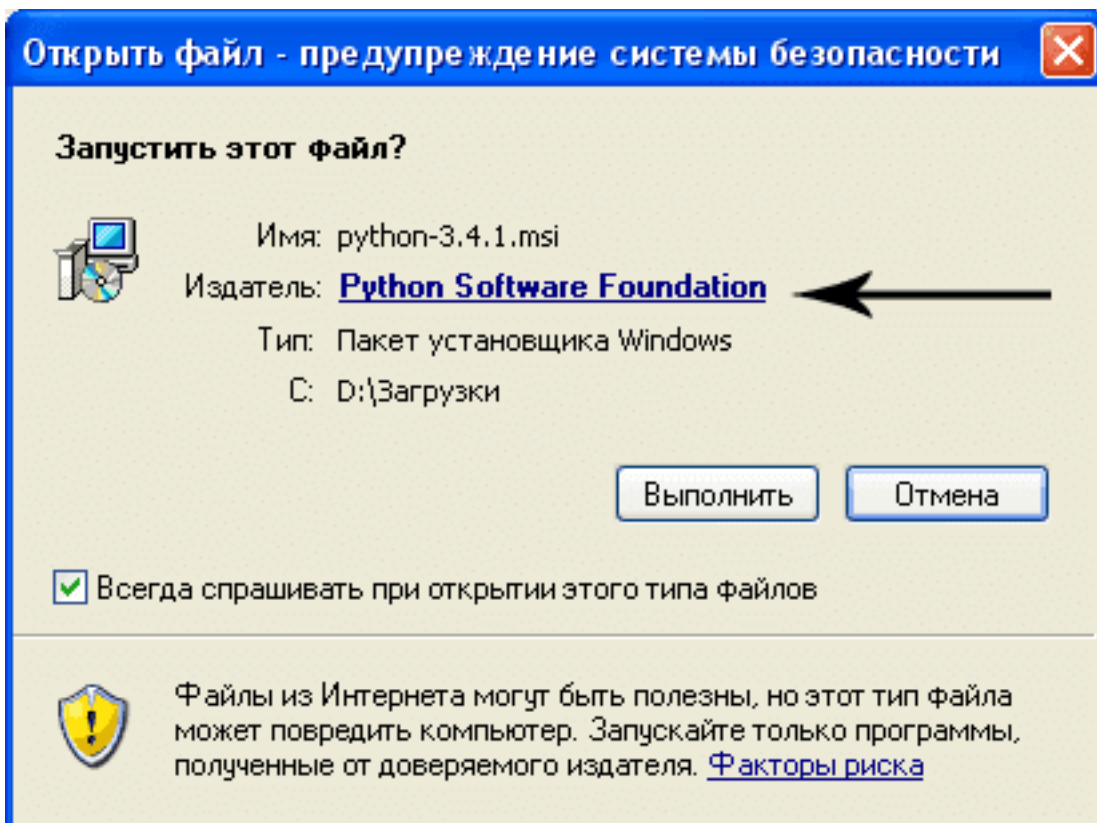 Открыть файл - предупреждение системы безопасности
Запустить этот файл?
Имя: python-3.4.1.msi
Издатель: Python Software Foundation
Тип: Пакет установщика Windows
С: D:\Загрузки
Выполнить Отмена
Всегда спрашивать при открытии этого типа файлов
Файлы из Интернета могут быть полезны, но этот тип файла
может повредить компьютер. Запускайте только программы,
полученные от доверяемого издателя. Факторы риска